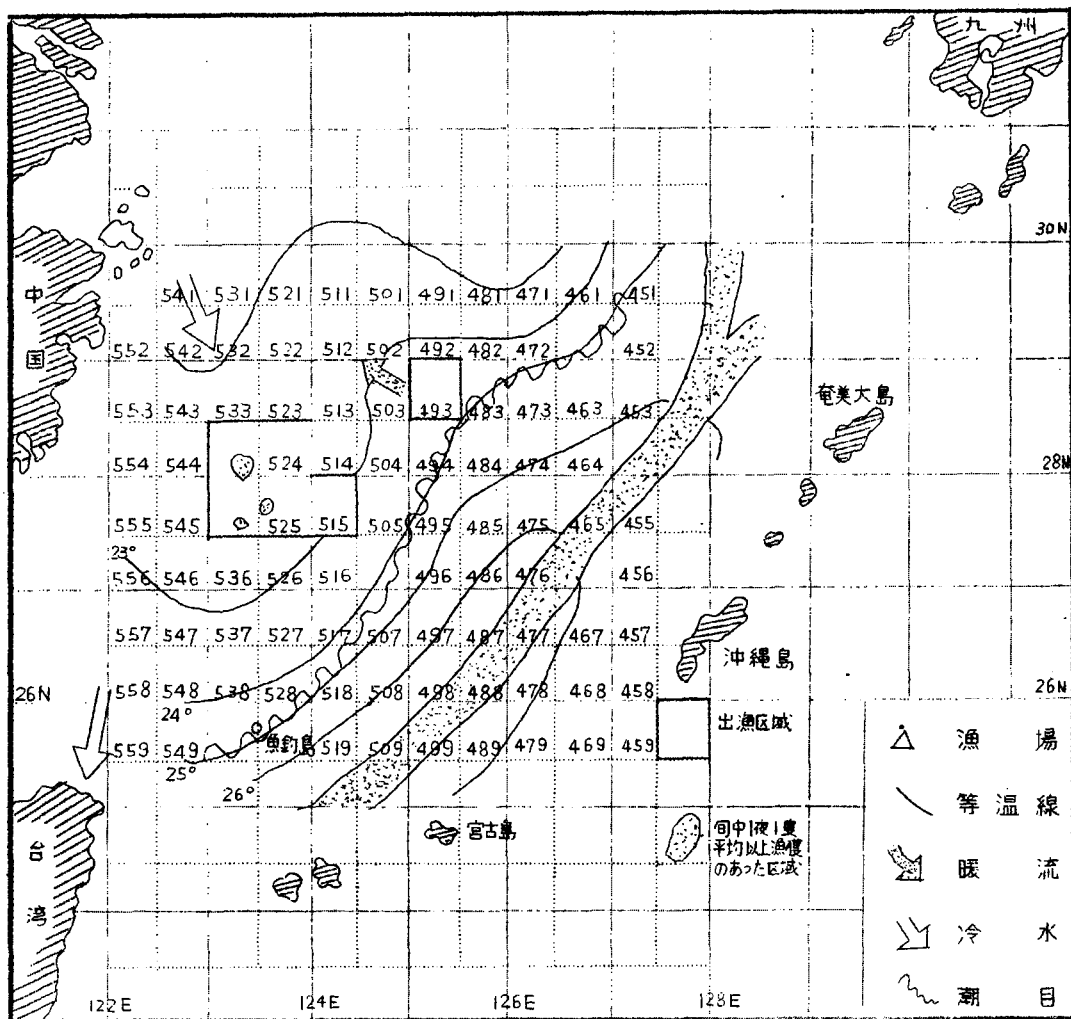 九州
30N
中国
541 531 521 511 501 491 481 471 461 451
552 542 532 522 512 502 492 482 472 452
奄美大島
553 543 533 523 513 503 493 483 473 463 453
554 544 524 514 504 494 484 474 464
28N
555 545 525 515 505 495 485 475 465 455
23°
556 546 536 526 516 496 486 476 456
557 547 537 527 517 507 497 487 477 467 457
沖縄島
26N
558 548 538 528 518 508 498 488 478 468 458
26N
24°
出漁区域
559 549 魚釣島 519 509 499 489 479 469 459
25°
26°
漁場
等温線
宮古島
旬中1夜1隻
平均以上漁獲
のあった区域
台湾
暖流
冷水
潮目
122E 124E 126E 128E